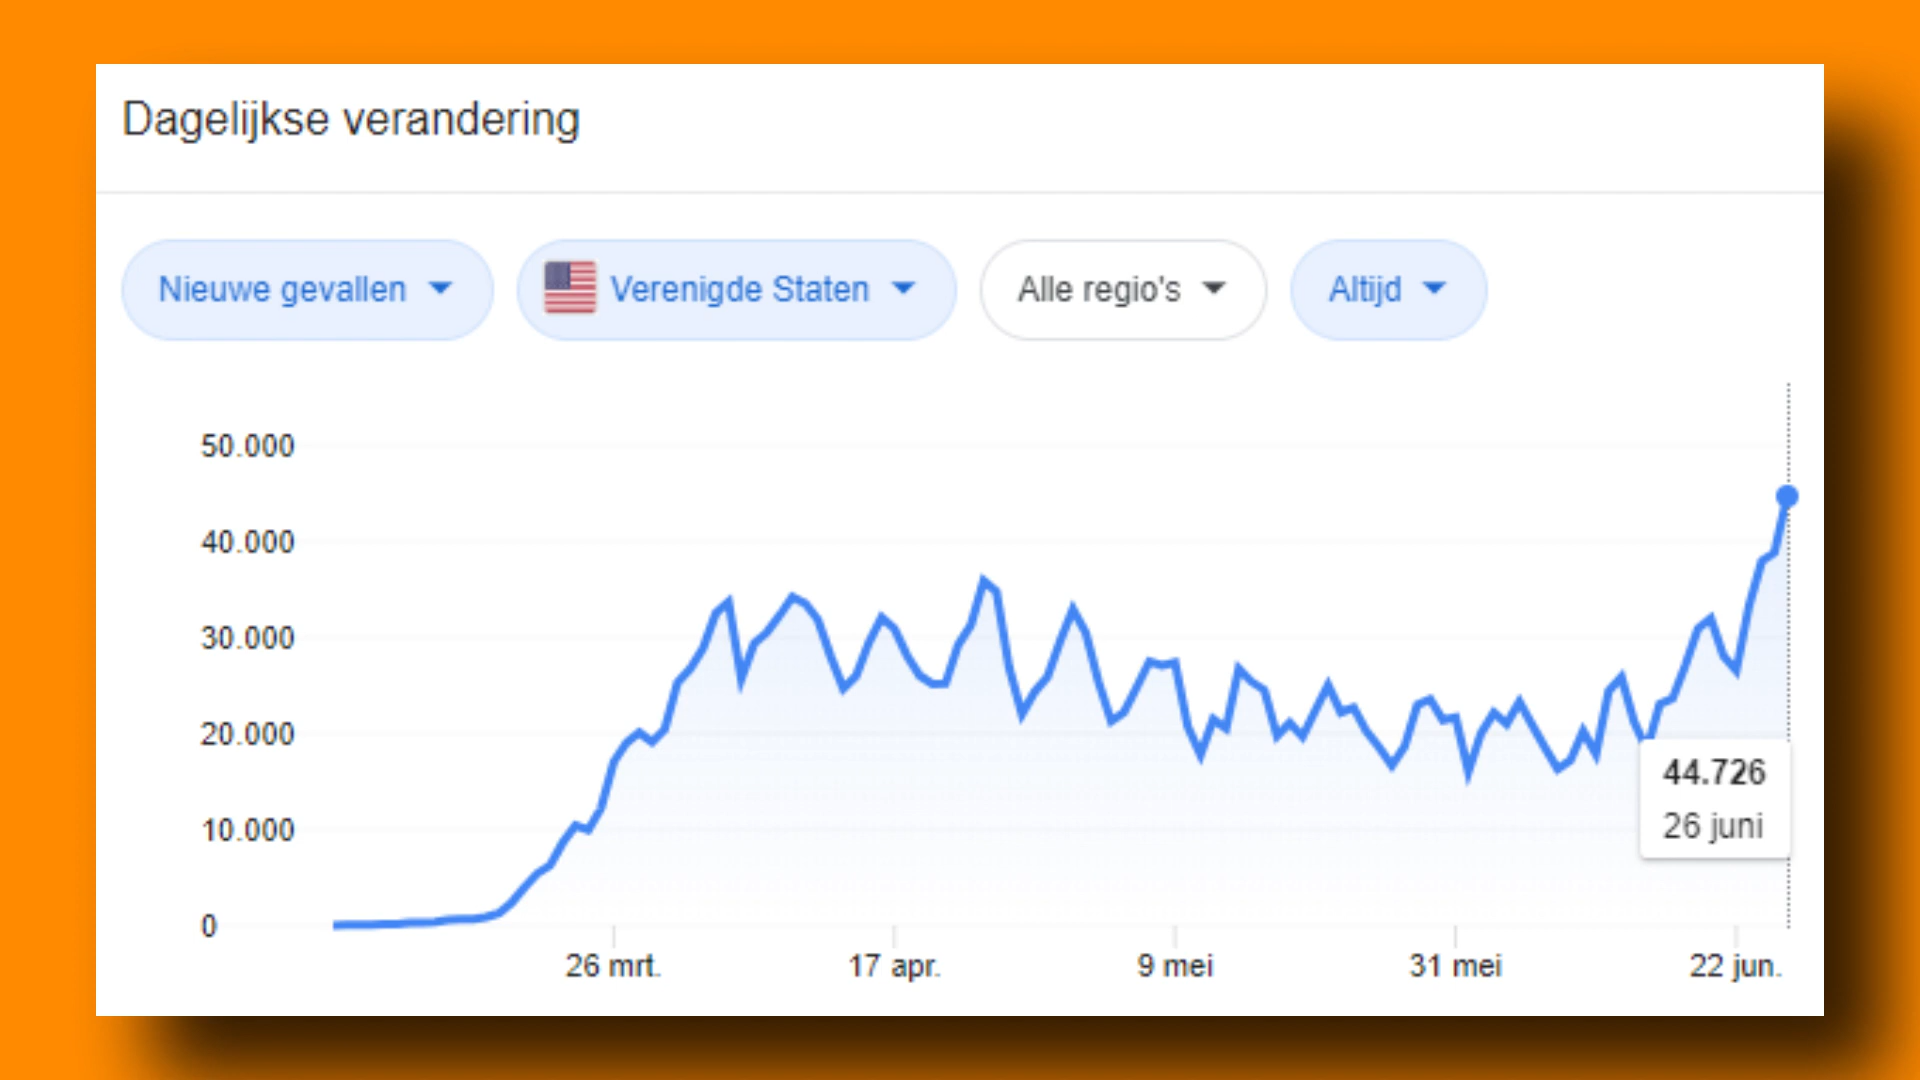 Dagelijkse verandering
Nieuwe gevallen
Verenigde Staten
Alle regio's
Altijd
50.000
40.000
30.000
20.000
10.000
0
44.726
26 juni
26 mrt.
17 apr.
9 mei
31 mei
22 jun.